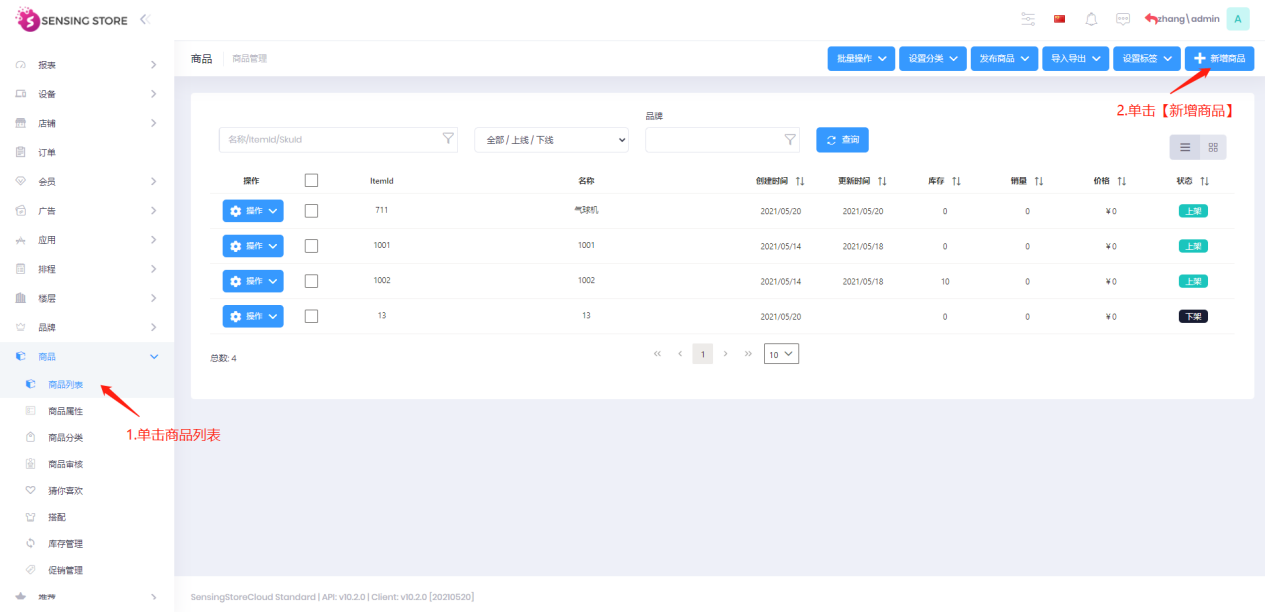 SENSING STORE
zhang\admin
A
报表
设备
店铺
订单
会员
广告
应用
排程
楼层
品牌
商品
商品列表
商品属性
商品分类
商品审核
猜你喜欢
搭配
库存管理
促销管理
推荐
1.单击商品列表
商品 商品管理
批量操作 设置分类 发布商品 导入导出 设置标签 新增商品
2.单击【新增商品】
品牌
名称/ItemId/SkuId 全部 / 上线 / 下线 查询
操作 ItemId 名称 创建时间 更新时间 库存 销量 价格 状态
操作 711 气球机 2021/05/20 2021/05/20 0 0 ¥ 0 上架
操作 1001 1001 2021/05/14 2021/05/18 0 0 ¥ 0 上架
操作 1002 1002 2021/05/14 2021/05/18 10 0 ¥ 0 上架
操作 13 13 2021/05/20 0 0 ¥ 0 下架
总数: 4 1 10
SensingStoreCloud Standard | API: v10.2.0 | Client: v10.2.0 [20210520]